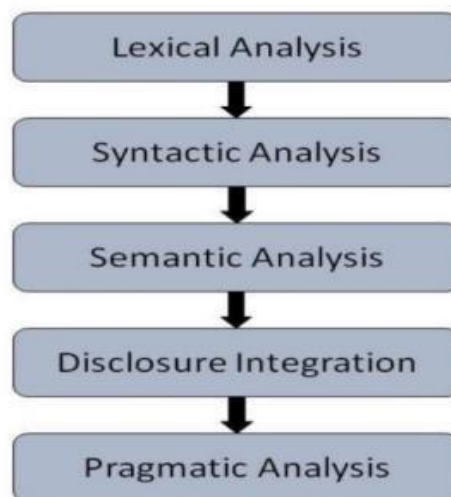 Lexical Analysis
Syntactic Analysis
Semantic Analysis
Disclosure Integration
Pragmatic Analysis